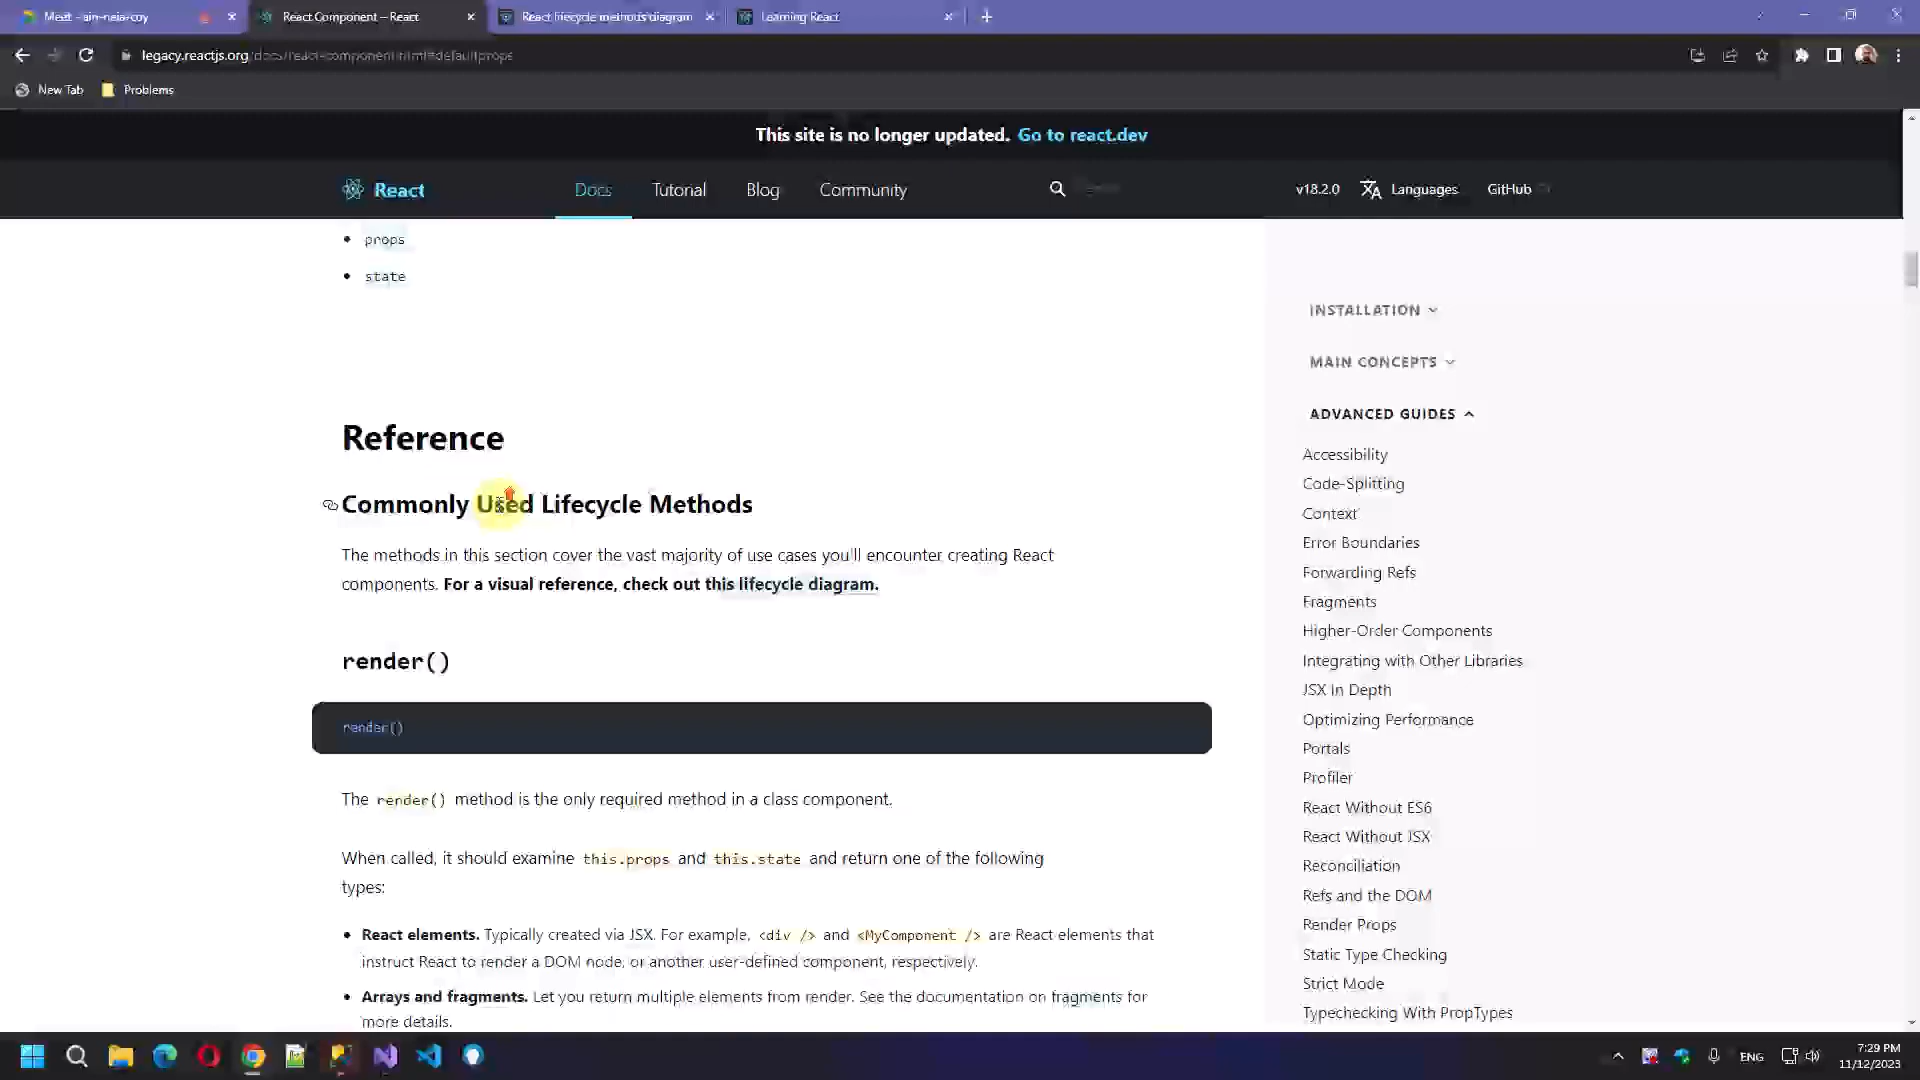 React Component – React
React lifecycle methods diagram
Learning React
legacy.reactjs.org/docs/react-component.html#defaultprops
New Tab
Problems
This site is no longer updated. Go to react.dev
React
Docs
Tutorial
Blog
Community
v18.2.0
Languages
GitHub
props
state
Reference
Commonly Used Lifecycle Methods
The methods in this section cover the vast majority of use cases you'll encounter creating React
components. For a visual reference, check out this lifecycle diagram.
render()
render()
The render() method is the only required method in a class component.
When called, it should examine this.props and this.state and return one of the following
types:
React elements. Typically created via JSX. For example, <div /> and <MyComponent /> are React elements that
instruct React to render a DOM node, or another user-defined component, respectively.
Arrays and fragments. Let you return multiple elements from render. See the documentation on fragments for
more details.
INSTALLATION
MAIN CONCEPTS
ADVANCED GUIDES
Accessibility
Code-Splitting
Context
Error Boundaries
Forwarding Refs
Fragments
Higher-Order Components
Integrating with Other Libraries
JSX In Depth
Optimizing Performance
Portals
Profiler
React Without ES6
React Without JSX
Reconciliation
Refs and the DOM
Render Props
Static Type Checking
Strict Mode
Typechecking With PropTypes
ENG
7:29 PM
11/12/2023